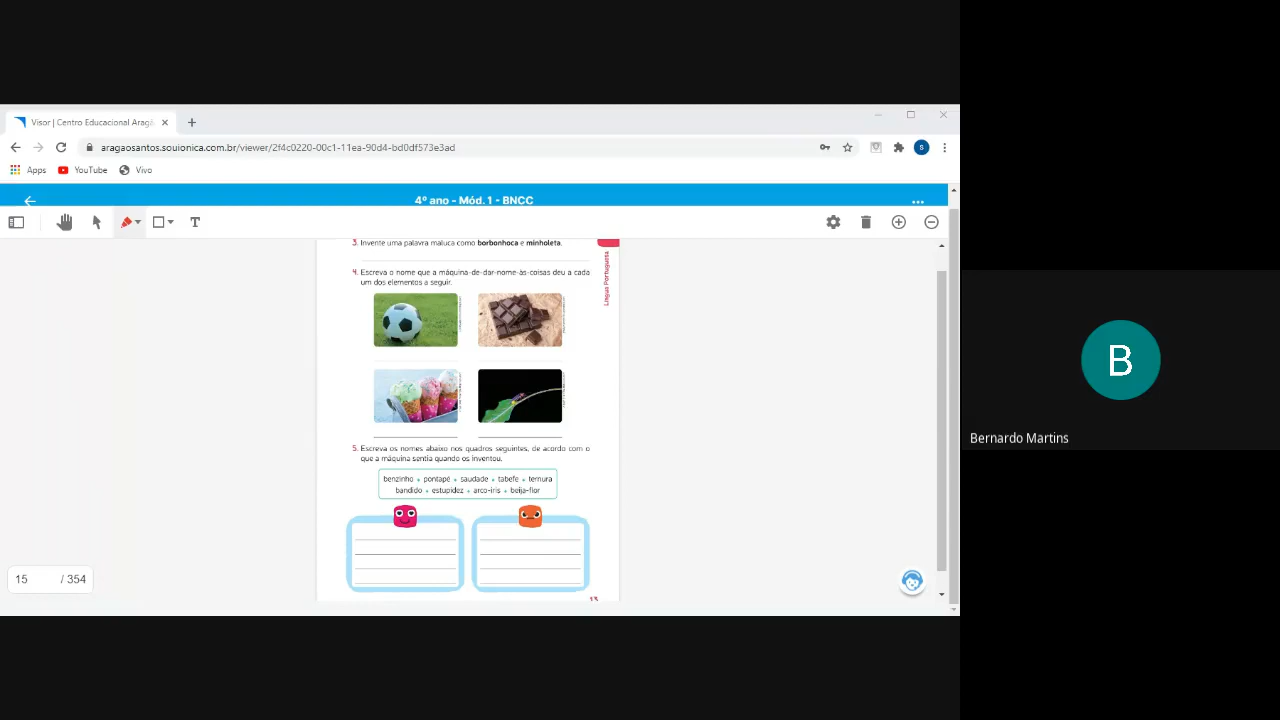 Visor | Centro Educacional Aragã
aragaosantos.souionica.com.br/viewer/2f4c0220-00c1-11ea-90d4-bd0df573e3ad
S
Apps YouTube Vivo
4º ano - Mód. 1 - BNCC
T
3. Invente uma palavra maluca como borbonhoca e minholeta.
Língua Portuguesa
4. Escreva o nome que a máquina-de-dar-nome-às-coisas deu a cada
um dos elementos a seguir.
5. Escreva os nomes abaixo nos quadros seguintes, de acordo com o
que a máquina sentia quando os inventou.
benzinho • pontapé • saudade • tabefe • ternura
bandido • estupidez • arco-íris • beija-flor
15 / 354
13
B
Bernardo Martins